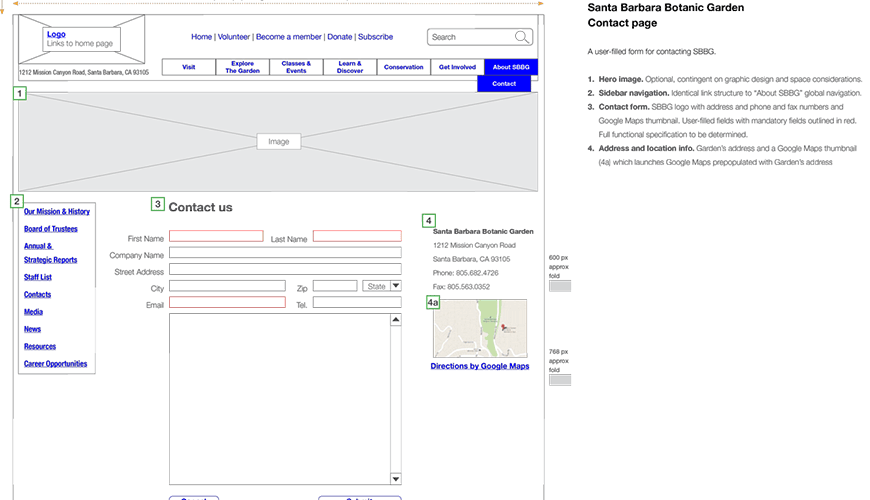 Logo
Links to home page
1212 Mission Canyon Road, Santa Barbara, CA 93105
Home | Volunteer | Become a member | Donate | Subscribe
Search
Visit
Explore
The Garden
Classes &
Events
Learn &
Discover
Conservation
Get Involved
About SBBG
Contact
1
Image
2
Our Mission & History
Board of Trustees
Annual &
Strategic Reports
Staff List
Contacts
Media
News
Resources
Career Opportunities
3
Contact us
First Name
Last Name
Company Name
Street Address
City
Zip
State
Email
Tel.
4
Santa Barbara Botanic Garden
1212 Mission Canyon Road
Santa Barbara, CA 93105
Phone: 805.682.4726
Fax: 805.563.0352
4a
Directions by Google Maps
600 px
approx
fold
768 px
approx
fold
Santa Barbara Botanic Garden
Contact page
A user-filled form for contacting SBBG.
1. Hero image. Optional, contingent on graphic design and space considerations.
2. Sidebar navigation. Identical link structure to “About SBBG” global navigation.
3. Contact form. SBBG logo with address and phone and fax numbers and
Google Maps thumbnail. User-filled fields with mandatory fields outlined in red.
Full functional specification to be determined.
4. Address and location info. Garden’s address and a Google Maps thumbnail
(4a( which launches Google Maps prepopulated with Garden’s address